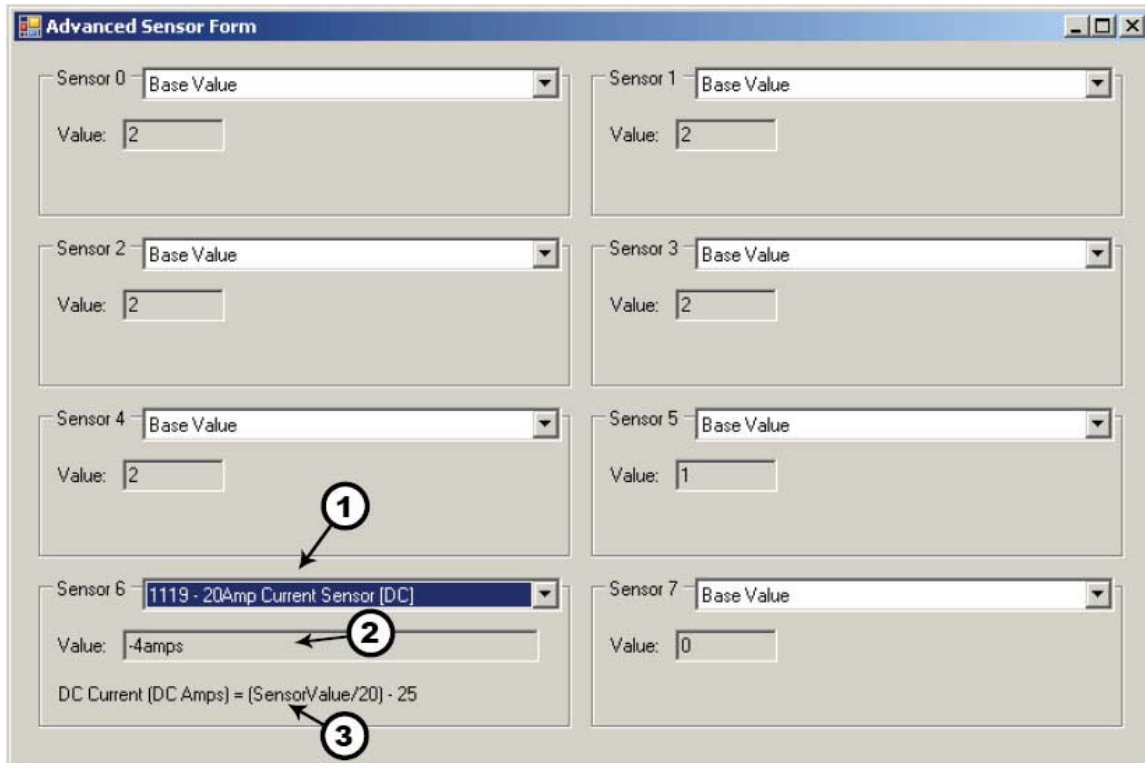 Advanced Sensor Form
Sensor 0 Base Value
Value: 2
Sensor 1 Base Value
Value: 2
Sensor 2 Base Value
Value: 2
Sensor 3 Base Value
Value: 2
Sensor 4 Base Value
Value: 2
Sensor 5 Base Value
Value: 1
1
Sensor 6 1119 - 20Amp Current Sensor [DC]
Value: -4amps
2
DC Current (DC Amps) = (SensorValue/20) - 25
3
Sensor 7 Base Value
Value: 0